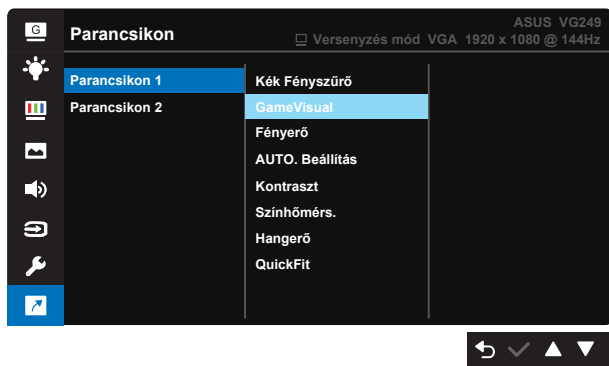 G
Parancsikon
ASUS VG249
Versenyzés mód VGA 1920 x 1080 @ 144Hz
Parancsikon 1
Parancsikon 2
Kék Fényszűrő
GameVisual
Fényerő
AUTO. Beállítás
Kontraszt
Színhőmérs.
Hangerő
QuickFit